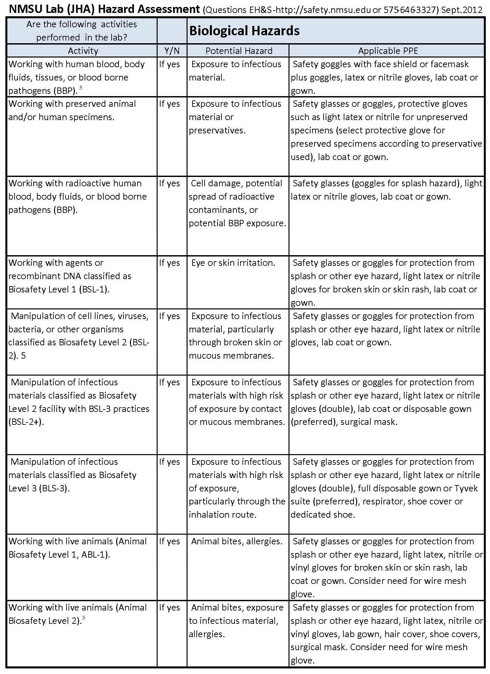 NMSU Lab (JHA) Hazard Assessment (Questions EH&S-http://safety.nmsu.edu or 5756463327) Sept.2012
Are the following activities
performed in the lab?
Biological Hazards
Activity
Y/N
Potential Hazard
Applicable PPE
Working with human blood, body
fluids, tissues, or blood borne
pathogens (BBP). 5
If yes
Exposure to infectious
material.
Safety goggles with face shield or facemask
plus goggles, latex or nitrile gloves, lab coat or
gown.
Working with preserved animal
and/or human specimens.
If yes
Exposure to infectious
material or
preservatives.
Safety glasses or goggles, protective gloves
such as light latex or nitrile for unpreserved
specimens (select protective glove for
preserved specimens according to preservative
used), lab coat or gown.
Working with radioactive human
blood, body fluids, or blood borne
pathogens (BBP).
If yes
Cell damage, potential
spread of radioactive
contaminants, or
potential BBP exposure.
Safety glasses (goggles for splash hazard), light
latex or nitrile gloves, lab coat or gown.
Working with agents or
recombinant DNA classified as
Biosafety Level 1 (BSL-1).
If yes
Eye or skin irritation.
Safety glasses or goggles for protection from
splash or other eye hazard, light latex or nitrile
gloves for broken skin or skin rash, lab coat or
gown.
Manipulation of cell lines, viruses,
bacteria, or other organisms
classified as Biosafety Level 2 (BSL-
2). 5
If yes
Exposure to infectious
material, particularly
through broken skin or
mucous membranes.
Safety glasses or goggles for protection from
splash or other eye hazard, light latex or nitrile
gloves, lab coat or gown.
Manipulation of infectious
materials classified as Biosafety
Level 2 facility with BSL-3 practices
(BSL-2+).
If yes
Exposure to infectious
materials with high risk
of exposure by contact
or mucous membranes.
Safety glasses or goggles for protection from
splash or other eye hazard, light latex or nitrile
gloves (double), lab coat or disposable gown
(preferred), surgical mask.
Manipulation of infectious
materials classified as Biosafety
Level 3 (BLS-3).
If yes
Exposure to infectious
materials with high risk
of exposure,
particularly through the
inhalation route.
Safety glasses or goggles for protection from
splash or other eye hazard, light latex or nitrile
gloves (double), full disposable gown or Tyvek
suite (preferred), respirator, shoe cover or
dedicated shoe.
Working with live animals (Animal
Biosafety Level 1, ABL-1).
If yes
Animal bites, allergies.
Safety glasses or goggles for protection from
splash or other eye hazard, light latex, nitrile or
vinyl gloves for broken skin or skin rash, lab
coat or gown. Consider need for wire mesh
glove.
Working with live animals (Animal
Biosafety Level 2).5
If yes
Animal bites, exposure
to infectious material,
allergies.
Safety glasses or goggles for protection from
splash or other eye hazard, light latex, nitrile or
vinyl gloves, lab gown, hair cover, shoe covers,
surgical mask. Consider need for wire mesh
glove.